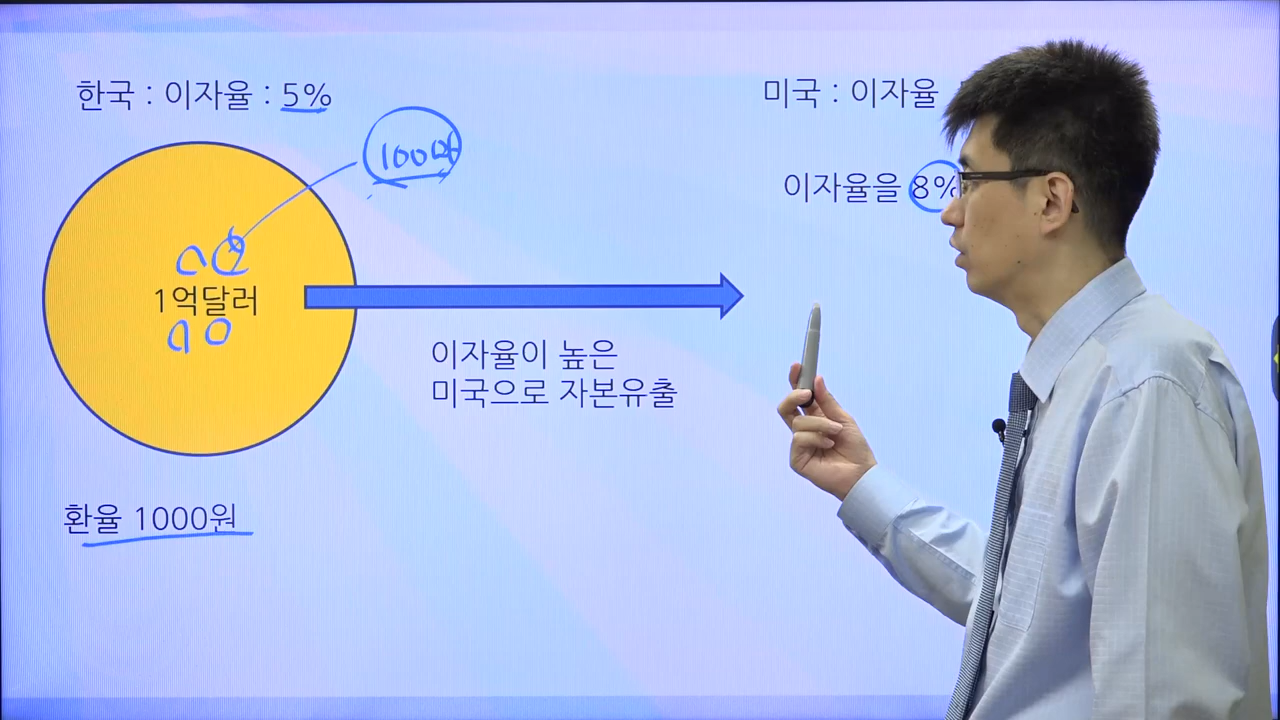 한국 : 이자율 : 5%
미국 : 이자율
100만
이자율을 8%
1억달러
이자율이 높은
미국으로 자본유출
환율 1000원